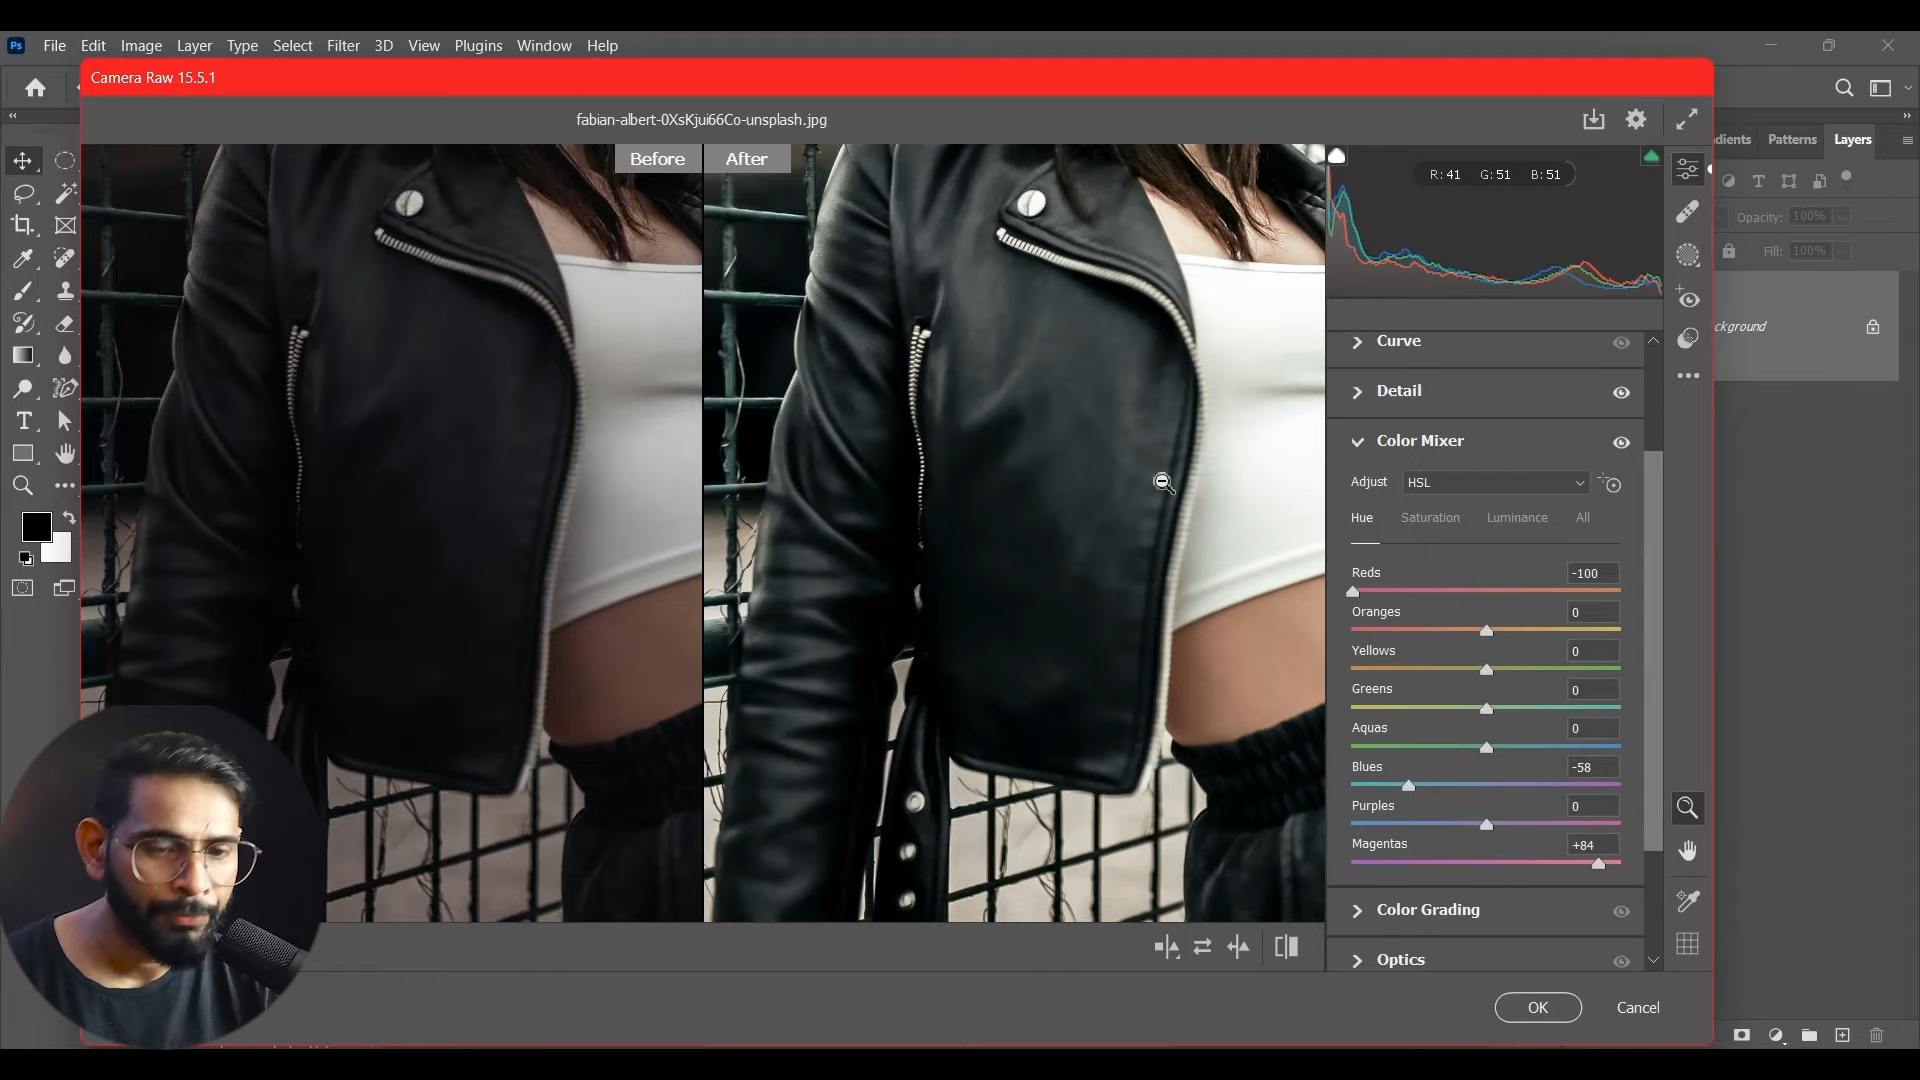 Ps File Edit Image Layer Type Select Filter 3D View Plugins Window Help
Camera Raw 15.5.1
fabian-albert-0XsKjui66Co-unsplash.jpg
Before After
R: 41 G: 51 B: 51
Patterns Layers
Opacity: 100%
Fill: 100%
Curve
Detail
Color Mixer
Adjust HSL
Hue Saturation Luminance All
Reds -100
Oranges 0
Yellows 0
Greens 0
Aquas 0
Blues -58
Purples 0
Magentas +84
Color Grading
Optics
OK Cancel